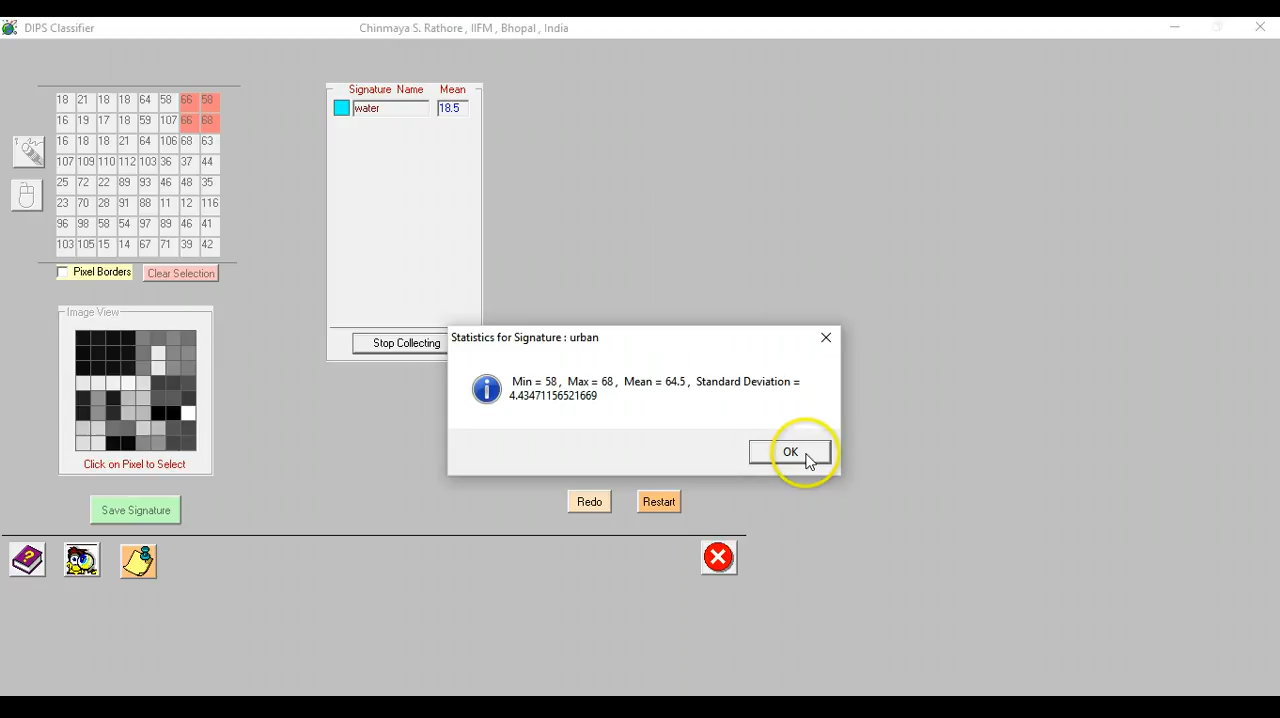 DIPS Classifier
Chinmaya S. Rathore , IIFM , Bhopal , India
18 21 18 18 64 58 66 58
16 19 17 18 59 107 66 68
16 18 18 21 64 106 68 63
107 109 110 112 103 36 37 44
25 72 22 89 93 46 48 35
23 70 28 91 88 11 12 116
96 98 58 54 97 89 46 41
103 105 15 14 67 71 39 42
Pixel Borders
Clear Selection
Image View
Click on Pixel to Select
Save Signature
Signature Name Mean
water 18.5
Stop Collecting
Statistics for Signature : urban
Min = 58 , Max = 68 , Mean = 64.5 , Standard Deviation =
4.43471156521669
OK
Redo
Restart